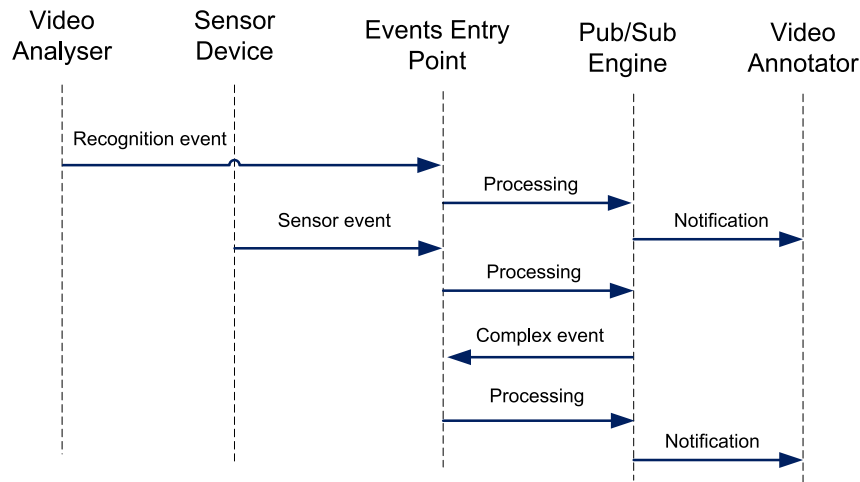 Video
Analyser
Sensor
Device
Events Entry
Point
Pub/Sub
Engine
Video
Annotator
Recognition event
Processing
Notification
Sensor event
Processing
Complex event
Processing
Notification